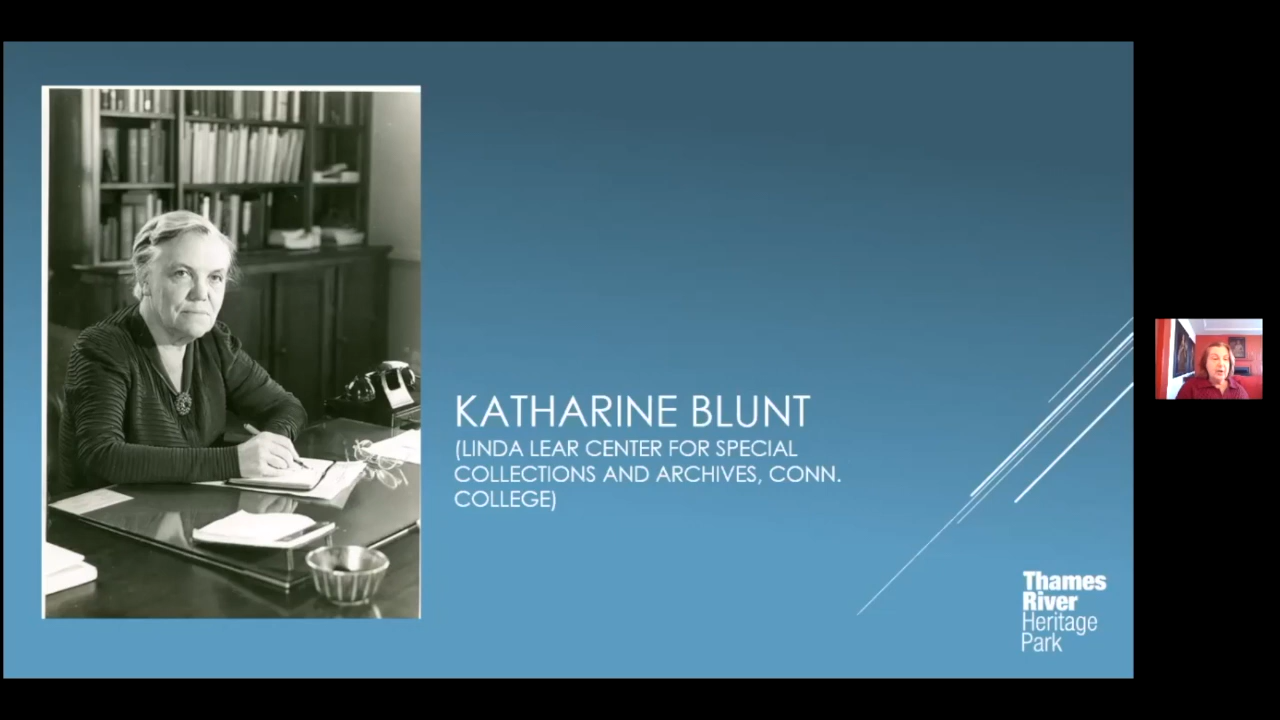 KATHARINE BLUNT
(LINDA LEAR CENTER FOR SPECIAL
COLLECTIONS AND ARCHIVES, CONN.
COLLEGE)
Thames
River
Heritage
Park